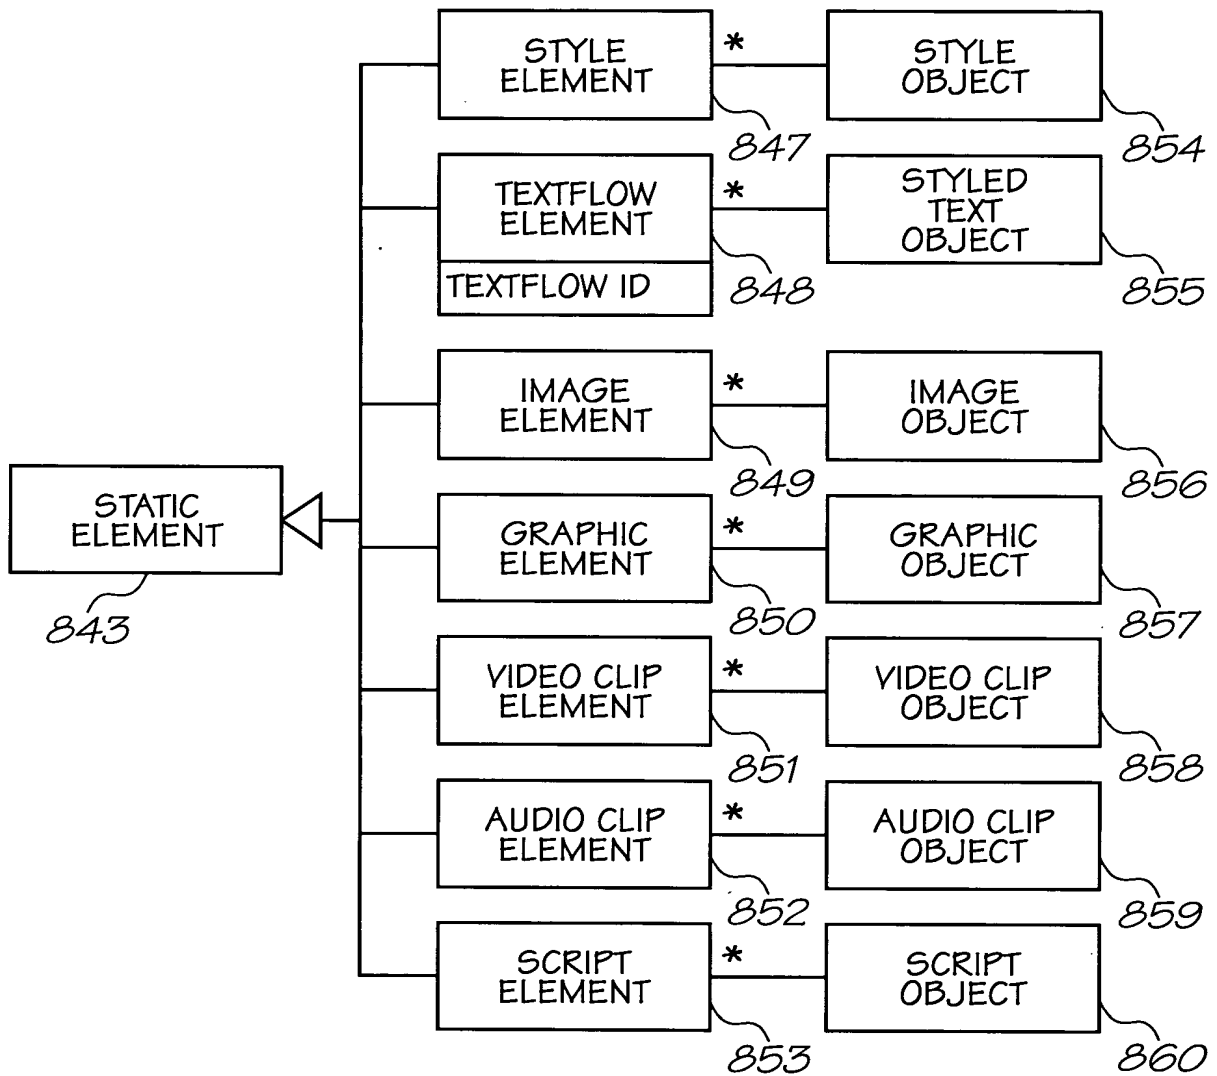 STYLE
ELEMENT
*
STYLE
OBJECT
847
854
TEXTFLOW
ELEMENT
*
STYLED
TEXT
OBJECT
TEXTFLOW ID
848
855
IMAGE
ELEMENT
*
IMAGE
OBJECT
849
856
STATIC
ELEMENT
843
GRAPHIC
ELEMENT
*
GRAPHIC
OBJECT
850
857
VIDEO CLIP
ELEMENT
*
VIDEO CLIP
OBJECT
851
858
AUDIO CLIP
ELEMENT
*
AUDIO CLIP
OBJECT
852
859
SCRIPT
ELEMENT
*
SCRIPT
OBJECT
853
860